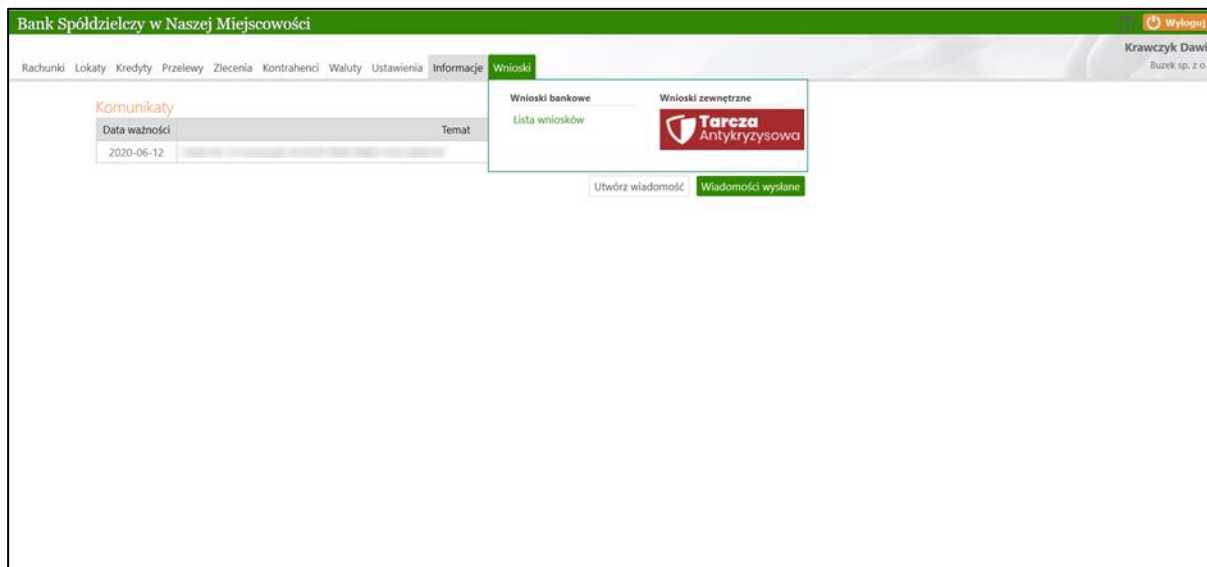 Bank Spółdzielczy w Naszej Miejscowości
Wyloguj
Krawczyk Dawi
Buzek sp. z o.
Rachunki Lokaty Kredyty Przelewy Zlecenia Kontrahenci Waluty Ustawienia Informacje Wnioski
Wnioski bankowe Wnioski zewnętrzne
Lista wniosków
Tarcza
Antykryzysowa
Komunikaty
Data ważności Temat
2020-06-12
Utwórz wiadomość Wiadomości wysłane